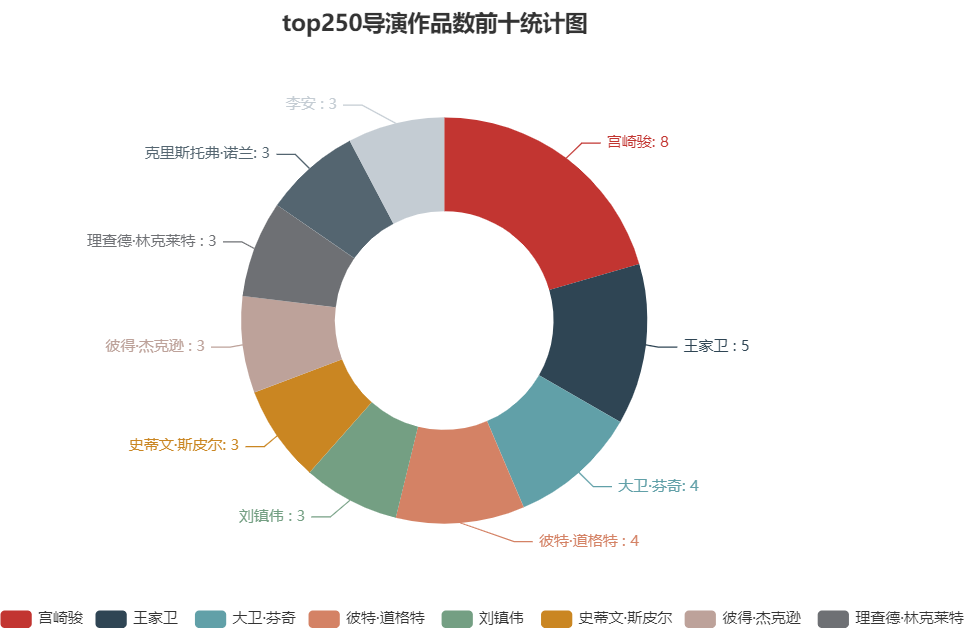 top250导演作品数前十统计图
李安 : 3
宫崎骏: 8
克里斯托弗·诺兰: 3
理查德·林克莱特 : 3
彼得·杰克逊 : 3
王家卫 : 5
史蒂文·斯皮尔: 3
大卫·芬奇: 4
刘镇伟 : 3
彼特·道格特 : 4
宫崎骏 王家卫 大卫·芬奇 彼特·道格特 刘镇伟 史蒂文·斯皮尔 彼得·杰克逊 理查德·林克莱特